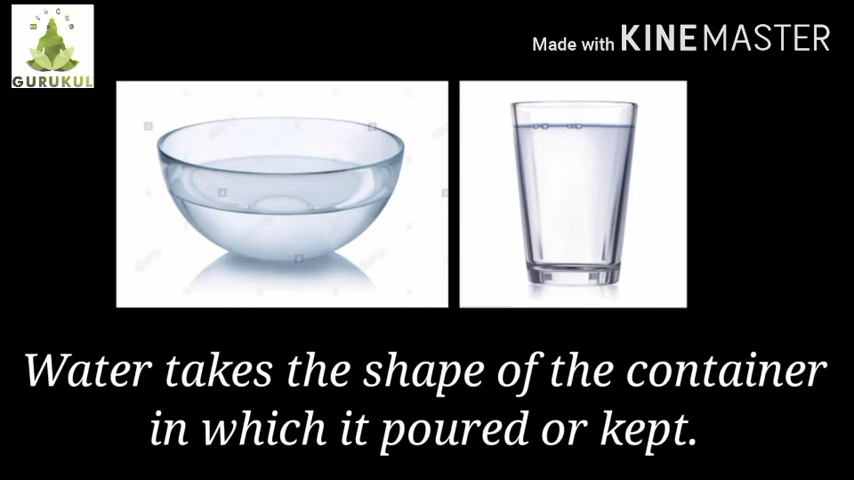 GURUKUL
Made with KINEMASTER
Water takes the shape of the container
in which it poured or kept.